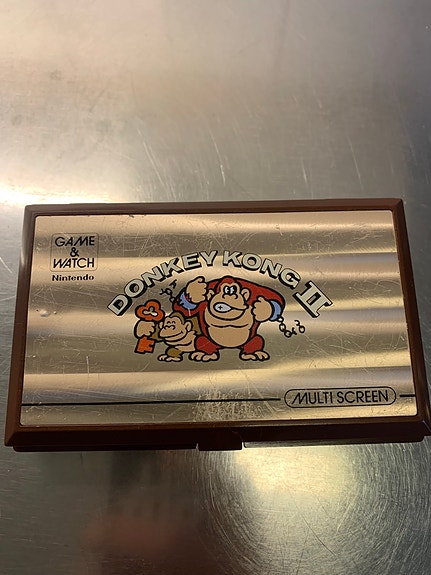 GAME
&
WATCH
Nintendo
DONKEY KONG II
MULTI SCREEN